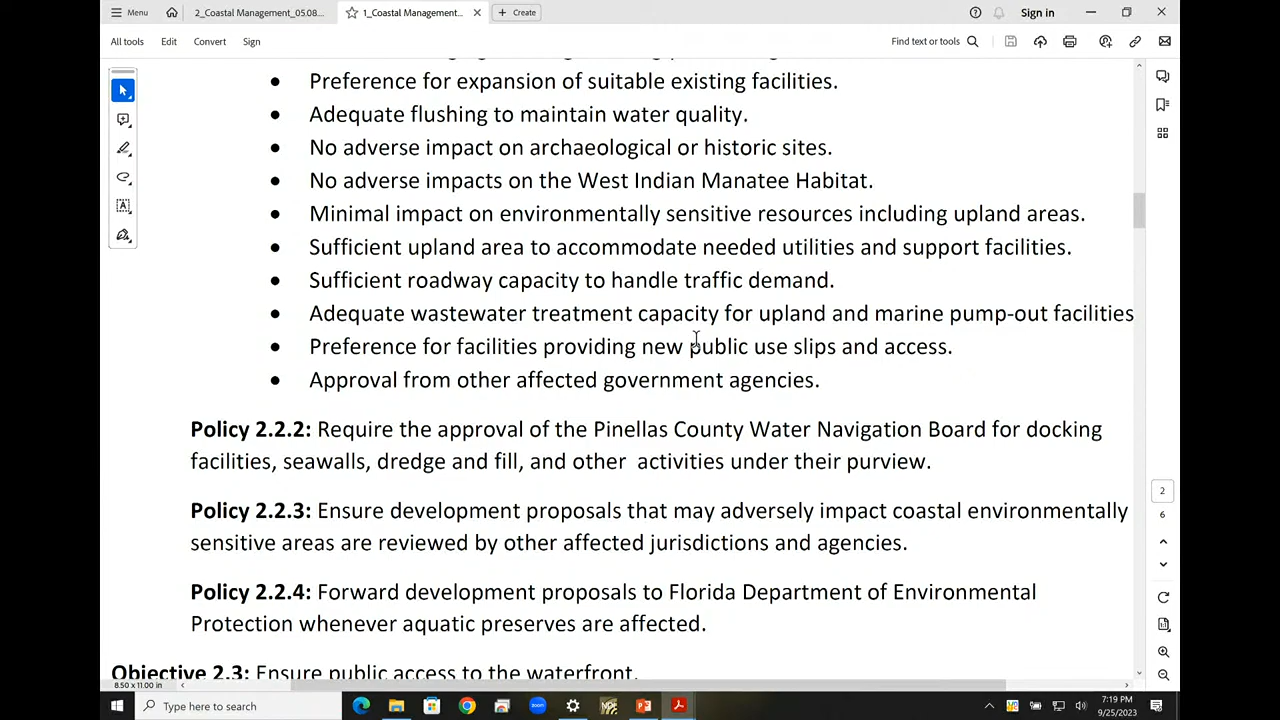 Menu
2_Coastal Management_05.08...
1_Coastal Management...
Create
Sign in
All tools
Edit
Convert
Sign
Find text or tools
• Preference for expansion of suitable existing facilities.
• Adequate flushing to maintain water quality.
• No adverse impact on archaeological or historic sites.
• No adverse impacts on the West Indian Manatee Habitat.
• Minimal impact on environmentally sensitive resources including upland areas.
• Sufficient upland area to accommodate needed utilities and support facilities.
• Sufficient roadway capacity to handle traffic demand.
• Adequate wastewater treatment capacity for upland and marine pump-out facilities
• Preference for facilities providing new public use slips and access.
• Approval from other affected government agencies.
Policy 2.2.2: Require the approval of the Pinellas County Water Navigation Board for docking
facilities, seawalls, dredge and fill, and other activities under their purview.
Policy 2.2.3: Ensure development proposals that may adversely impact coastal environmentally
sensitive areas are reviewed by other affected jurisdictions and agencies.
Policy 2.2.4: Forward development proposals to Florida Department of Environmental
Protection whenever aquatic preserves are affected.
Objective 2.3: Ensure public access to the waterfront.
2
6
8.50 x 11.00 in
Type here to search
zoom
7:19 PM
9/25/2023